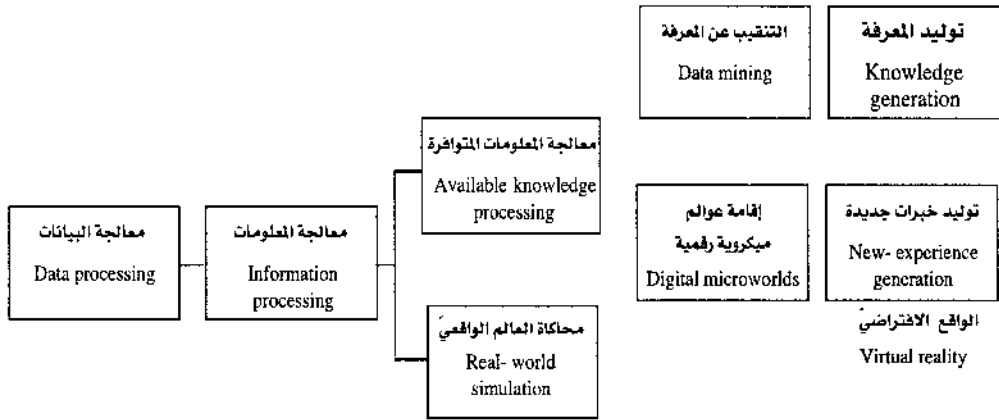 التنقيب عن المعرفة
Data mining
توليد المعرفة
Knowledge
generation
معالجة المعلومات المتوافرة
Available knowledge
processing
معالجة البيانات
Data processing
معالجة المعلومات
Information
processing
إقامة عوالم
ميكروية رقمية
Digital microworlds
توليد خبرات جديدة
New- experience
generation
محاكاة العالم الواقعيّ
Real- world
simulation
الواقع الافتراضيّ
Virtual reality